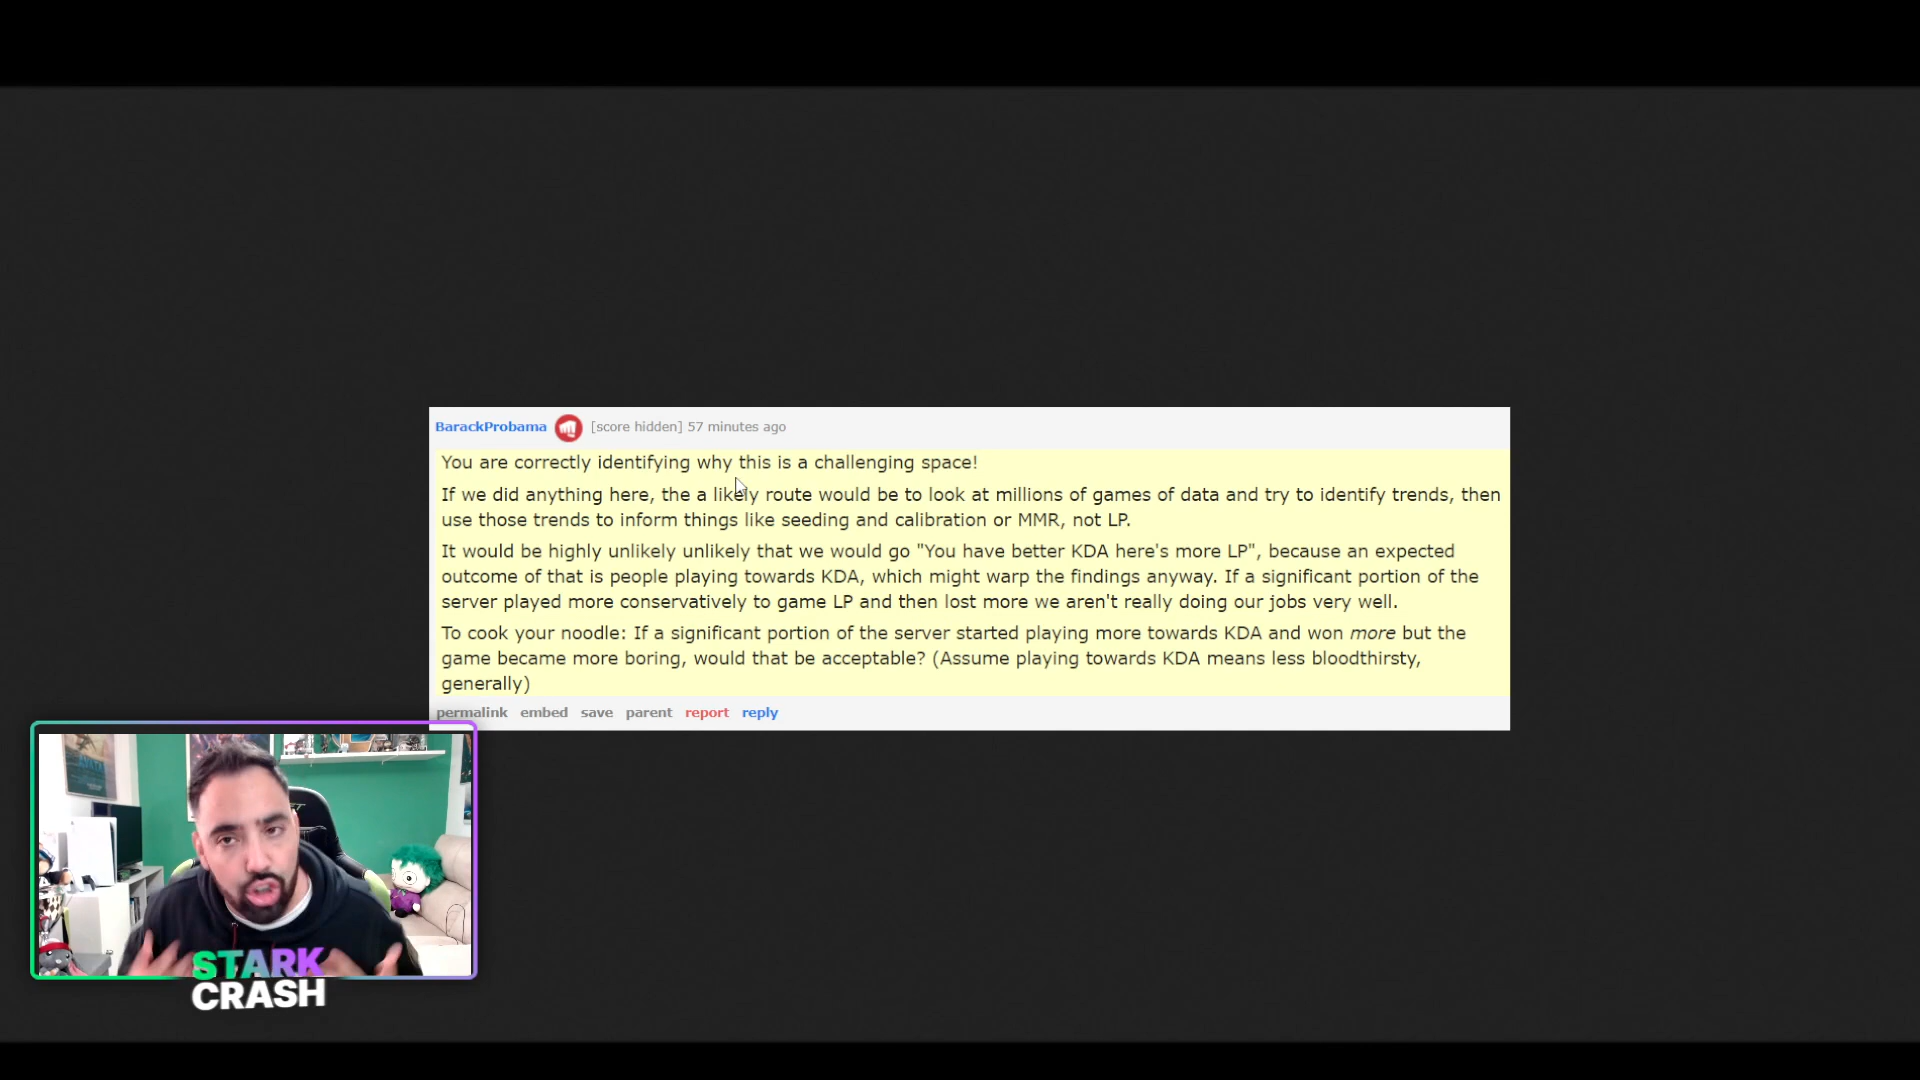 BarackProbama [score hidden] 57 minutes ago
You are correctly identifying why this is a challenging space!
If we did anything here, the a likely route would be to look at millions of games of data and try to identify trends, then
use those trends to inform things like seeding and calibration or MMR, not LP.
It would be highly unlikely unlikely that we would go "You have better KDA here's more LP", because an expected
outcome of that is people playing towards KDA, which might warp the findings anyway. If a significant portion of the
server played more conservatively to game LP and then lost more we aren't really doing our jobs very well.
To cook your noodle: If a significant portion of the server started playing more towards KDA and won more but the
game became more boring, would that be acceptable? (Assume playing towards KDA means less bloodthirsty,
generally)
permalink embed save parent report reply
STARK
CRASH